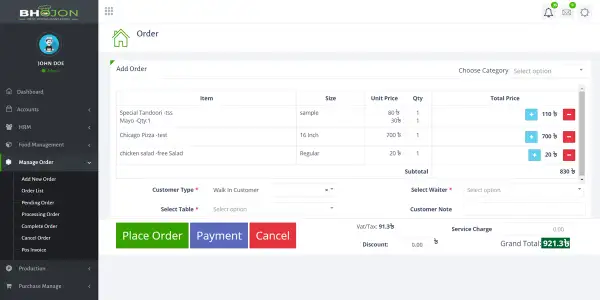 BHOJON
JOHN DOE
Order
Dashboard
Accounts
HRM
Food Management
Manage Order
Add New Order
Order List
Pending Order
Processing Order
Complete Order
Cancel Order
Pos Invoice
Production
Purchase Manage
Add Order
Choose Category Select option
Item Size Unit Price Qty Total Price
Special Tandoori -tss sample 80 ৳ 1 + 110 ৳ −
Mayo -Qty:1 30৳ 1
Chicago Pizza -test 16 Inch 700 ৳ 1 + 700 ৳ −
chicken salad -free Salad Regular 20 ৳ 1 + 20 ৳ −
Subtotal 830 ৳
Customer Type * Walk In Customer × Select Waiter * Select option
Select Table * Select option Customer Note
Place Order Payment Cancel
Vat/Tax: 91.3৳ Service Charge 0.00
Discount: 0.00 ৳ Grand Total: 921.3৳